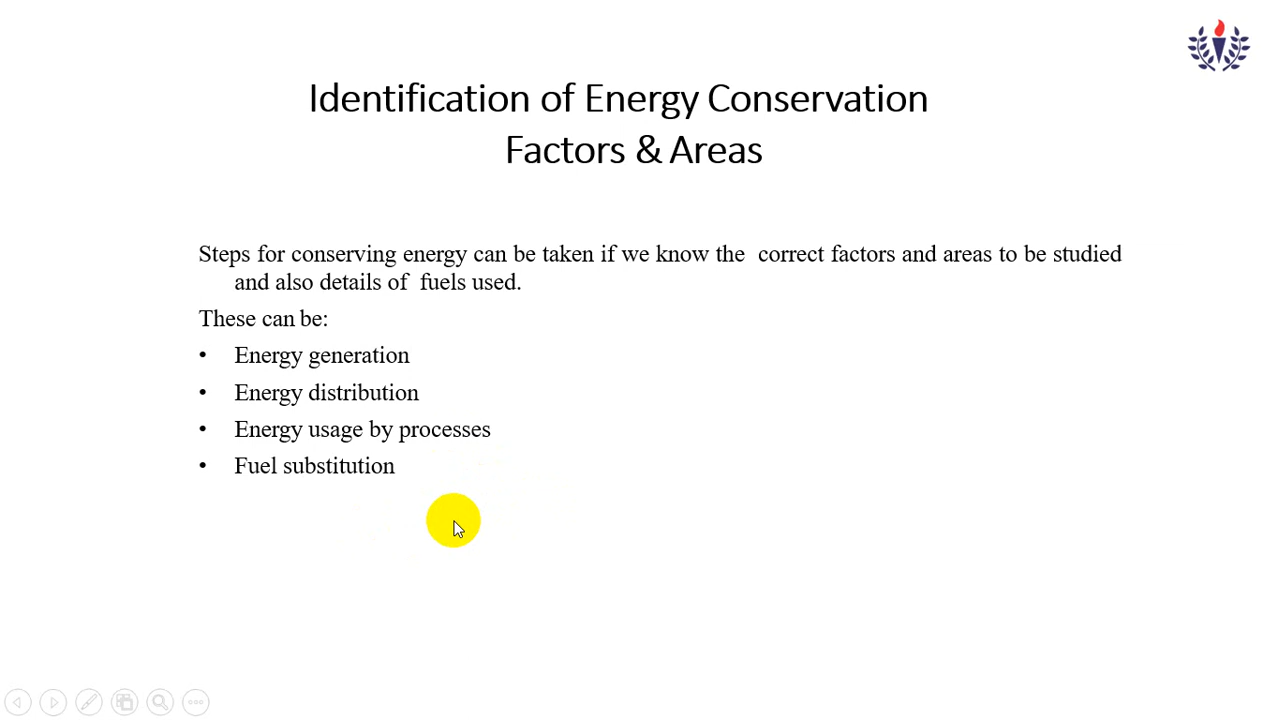 Identification of Energy Conservation
Factors & Areas
Steps for conserving energy can be taken if we know the correct factors and areas to be studied
and also details of fuels used.
These can be:
• Energy generation
• Energy distribution
• Energy usage by processes
• Fuel substitution